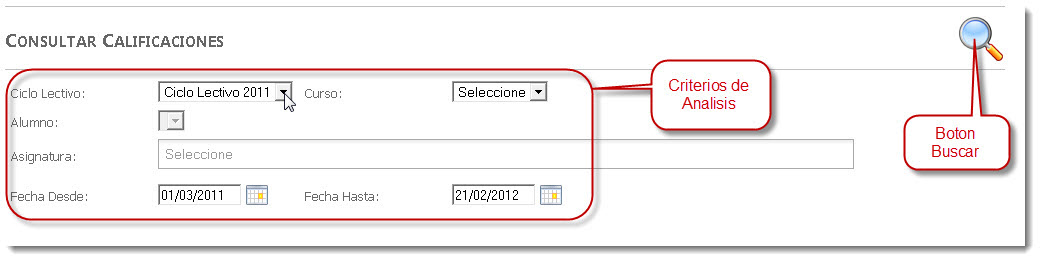 CONSULTAR CALIFICACIONES
Ciclo Lectivo: Ciclo Lectivo 2011 Curso: Seleccione
Alumno:
Asignatura: Seleccione
Fecha Desde: 01/03/2011 Fecha Hasta: 21/02/2012
Criterios de
Analisis
Boton
Buscar